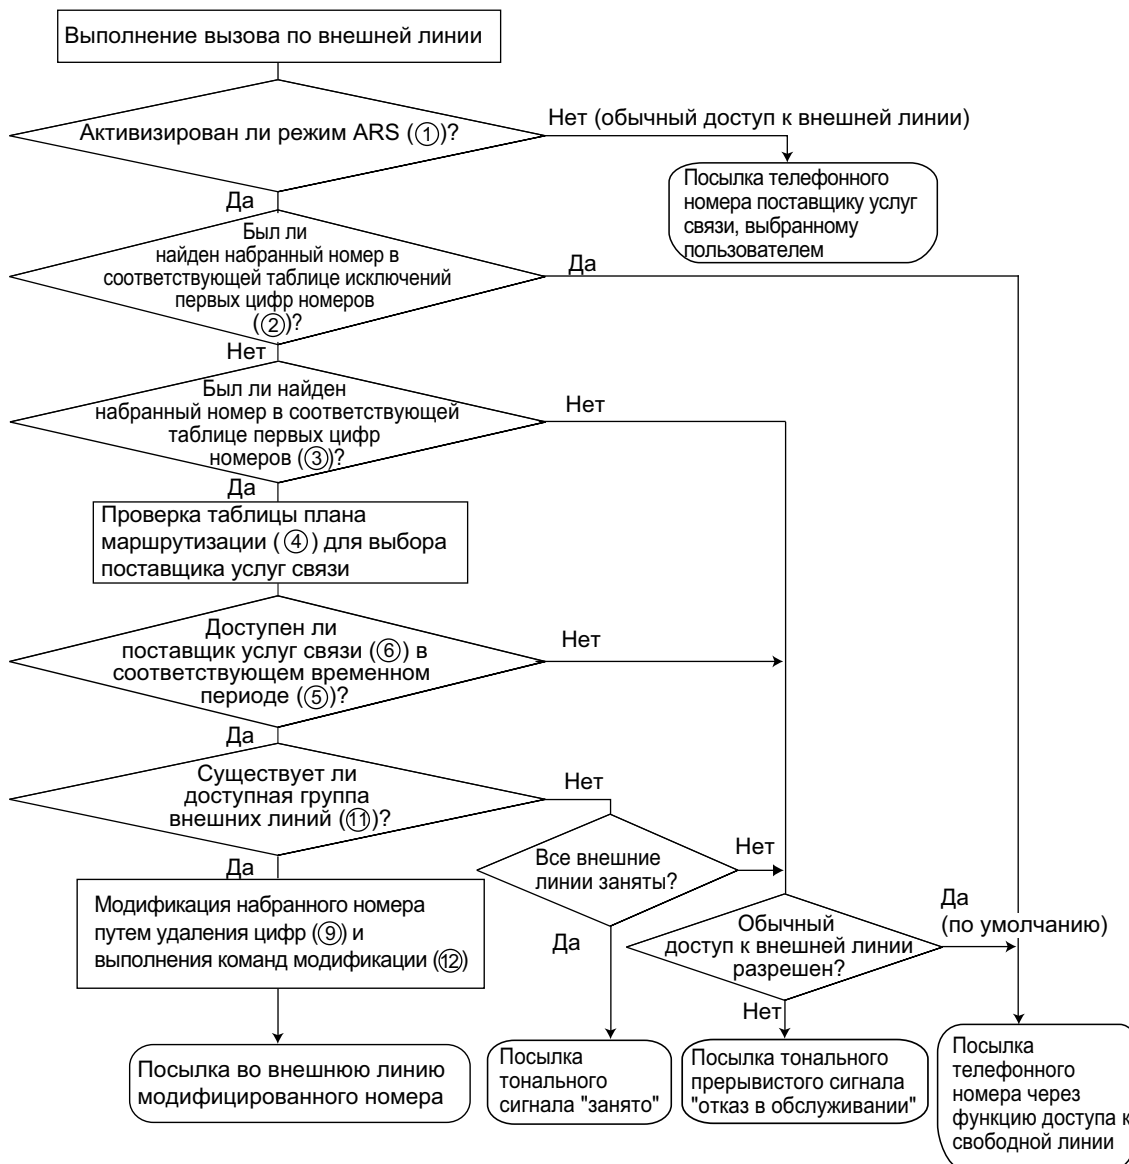 Выполнение вызова по внешней линии
Активизирован ли режим ARS (①)?
Нет (обычный доступ к внешней линии)
Посылка телефонного
номера поставщику услуг
связи, выбранному
пользователем
Да
Был ли
найден набранный номер в
соответствующей таблице исключений
первых цифр номеров
(②)?
Да
Нет
Был ли найден
набранный номер в соответствующей
таблице первых цифр
номеров (③)?
Нет
Да
Проверка таблицы плана
маршрутизации (④) для выбора
поставщика услуг связи
Доступен ли
поставщик услуг связи (⑥) в
соответствующем временном
периоде (⑤)?
Нет
Да
Существует ли
доступная группа
внешних линий (⑪)?
Нет
Да
Все внешние
линии заняты?
Нет
Да
Модификация набранного номера
путем удаления цифр (⑨) и
выполнения команд модификации (⑫)
Обычный
доступ к внешней линии
разрешен?
Да
(по умолчанию)
Нет
Посылка во внешнюю линию
модифицированного номера
Посылка
тонального
сигнала "занято"
Посылка тонального
прерывистого сигнала
"отказ в обслуживании"
Посылка
телефонного
номера через
функцию доступа к
свободной линии